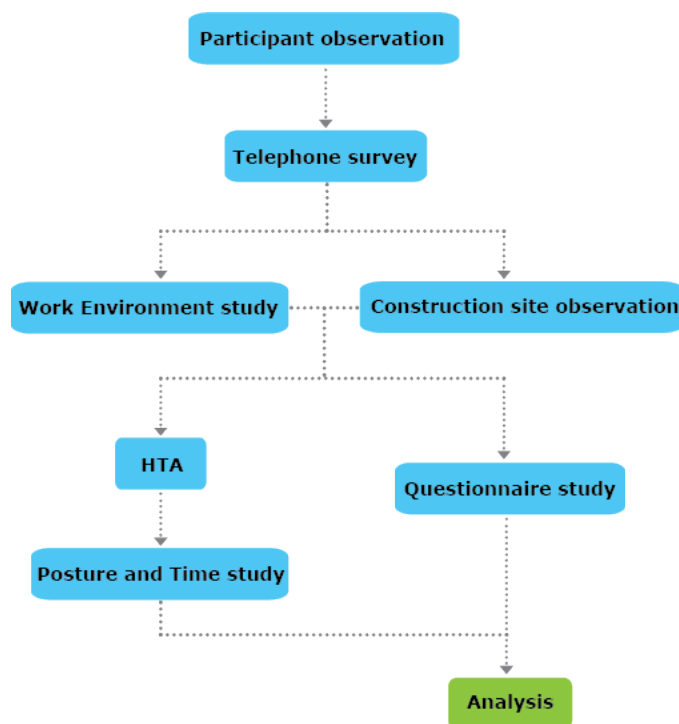 Participant observation
Telephone survey
Work Environment study
Construction site observation
HTA
Questionnaire study
Posture and Time study
Analysis